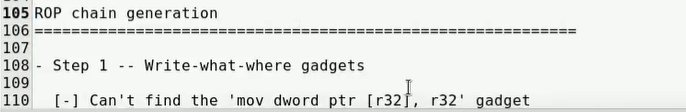 105 ROP chain generation
106 ===========================================================
107
108 - Step 1 -- Write-what-where gadgets
109
110   [-] Can't find the 'mov dword ptr [r32], r32' gadget